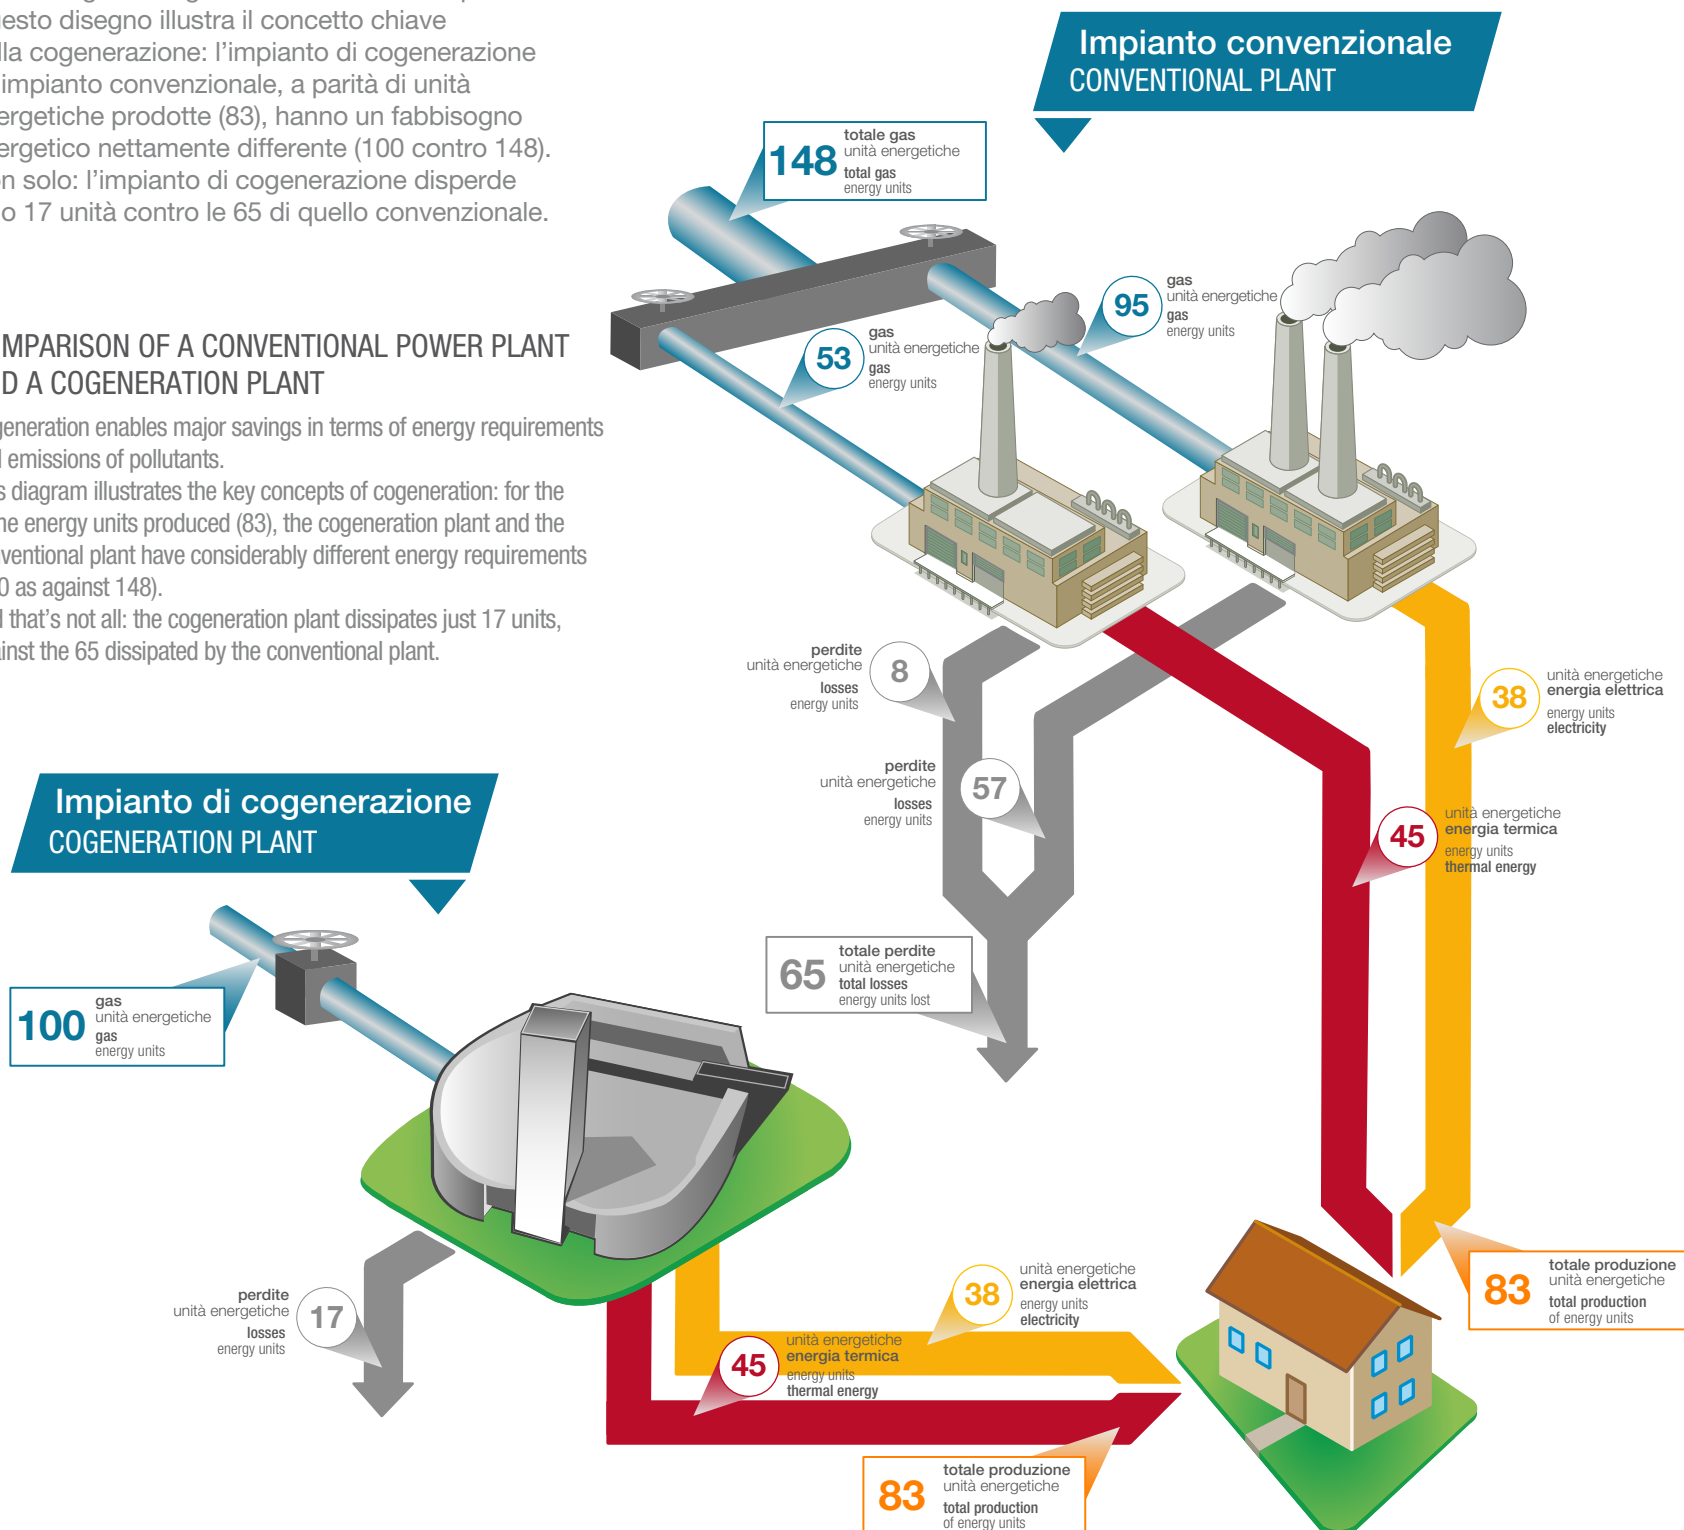 esto disegno illustra il concetto chiave
lla cogenerazione: l’impianto di cogenerazione
impianto convenzionale, a parità di unità
ergetiche prodotte (83), hanno un fabbisogno
ergetico nettamente differente (100 contro 148).
n solo: l’impianto di cogenerazione disperde
o 17 unità contro le 65 di quello convenzionale.
MPARISON OF A CONVENTIONAL POWER PLANT
D A COGENERATION PLANT
generation enables major savings in terms of energy requirements
l emissions of pollutants.
s diagram illustrates the key concepts of cogeneration: for the
ne energy units produced (83), the cogeneration plant and the
nventional plant have considerably different energy requirements
0 as against 148).
l that’s not all: the cogeneration plant dissipates just 17 units,
ainst the 65 dissipated by the conventional plant.
Impianto convenzionale
CONVENTIONAL PLANT
148
totale gas
unità energetiche
total gas
energy units
95
gas
unità energetiche
gas
energy units
53
gas
unità energetiche
gas
energy units
perdite
unità energetiche
losses
energy units
8
perdite
unità energetiche
losses
energy units
57
38
unità energetiche
energia elettrica
energy units
electricity
45
unità energetiche
energia termica
energy units
thermal energy
65
totale perdite
unità energetiche
total losses
energy units lost
83
totale produzione
unità energetiche
total production
of energy units
Impianto di cogenerazione
COGENERATION PLANT
100
gas
unità energetiche
gas
energy units
perdite
unità energetiche
losses
energy units
17
38
unità energetiche
energia elettrica
energy units
electricity
45
unità energetiche
energia termica
energy units
thermal energy
83
totale produzione
unità energetiche
total production
of energy units